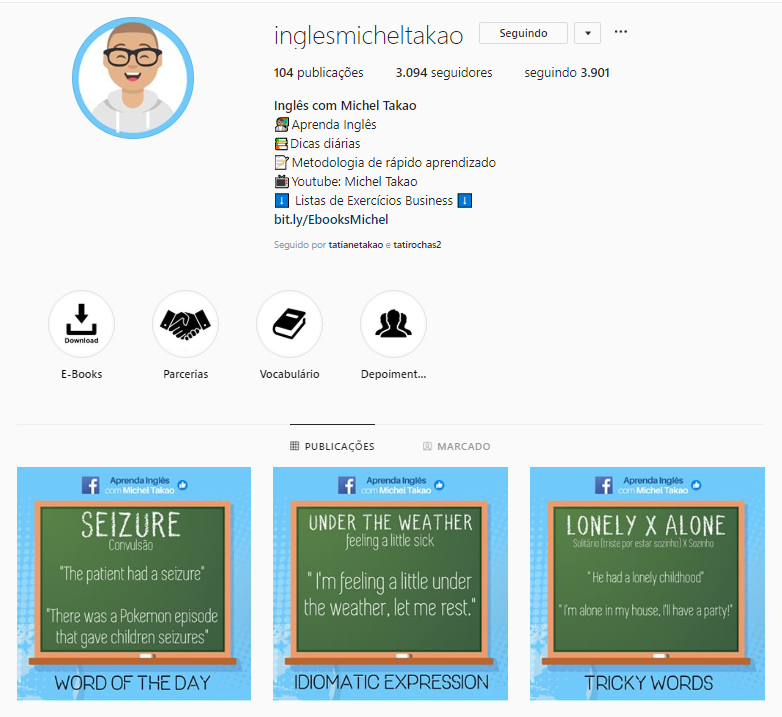 inglesmicheltakao Seguindo
104 publicações 3.094 seguidores seguindo 3.901
Inglês com Michel Takao
Aprenda Inglês
Dicas diárias
Metodologia de rápido aprendizado
Youtube: Michel Takao
Listas de Exercícios Business
bit.ly/EbooksMichel
Seguido por tatianetakao e tatirochas2
Download
E-Books Parcerias Vocabulário Depoiment...
PUBLICAÇÕES MARCADO
Aprenda Inglês
com Michel Takao
SEIZURE
Convulsão
"The patient had a seizure"
"There was a Pokemon episode
that gave children seizures"
WORD OF THE DAY
Aprenda Inglês
com Michel Takao
UNDER THE WEATHER
feeling a little sick
" I'm feeling a little under
the weather, let me rest."
IDIOMATIC EXPRESSION
Aprenda Inglês
com Michel Takao
LONELY X ALONE
Solitário (triste por estar sozinho) X Sozinho
" He had a lonely childhood"
" I'm alone in my house, I'll have a party!"
TRICKY WORDS